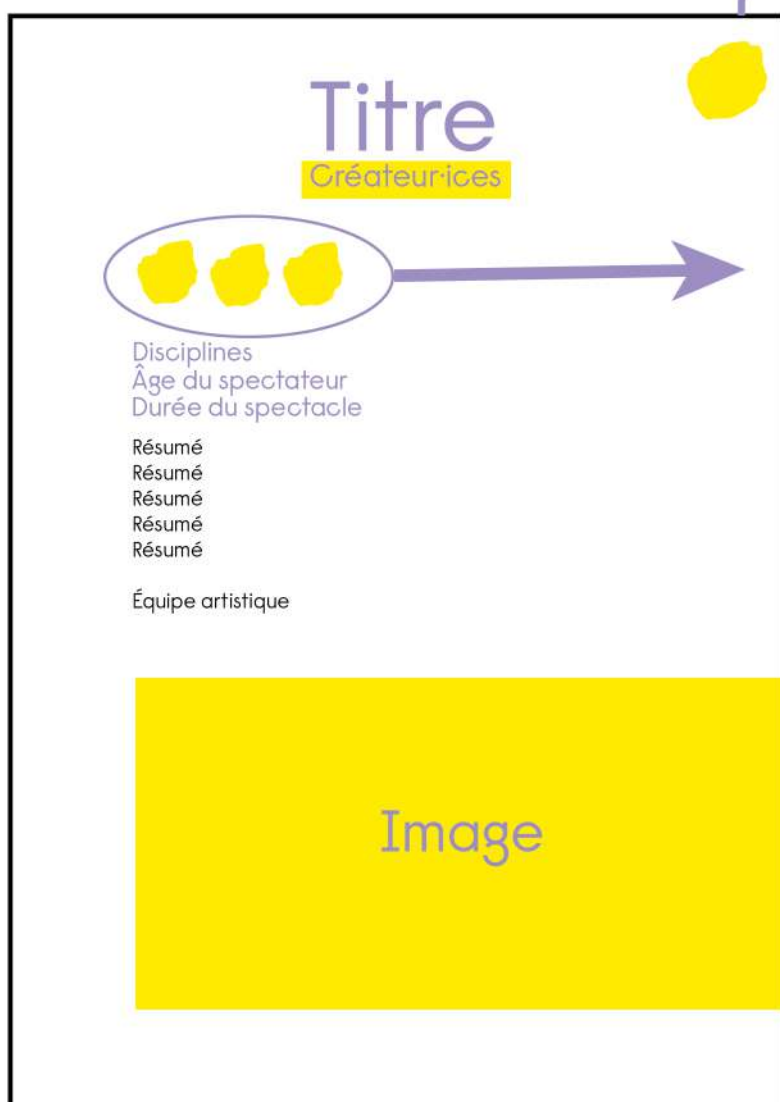 Titre
Créateur·ices
Disciplines
Âge du spectateur
Durée du spectacle
Résumé
Résumé
Résumé
Résumé
Résumé
Équipe artistique
Image